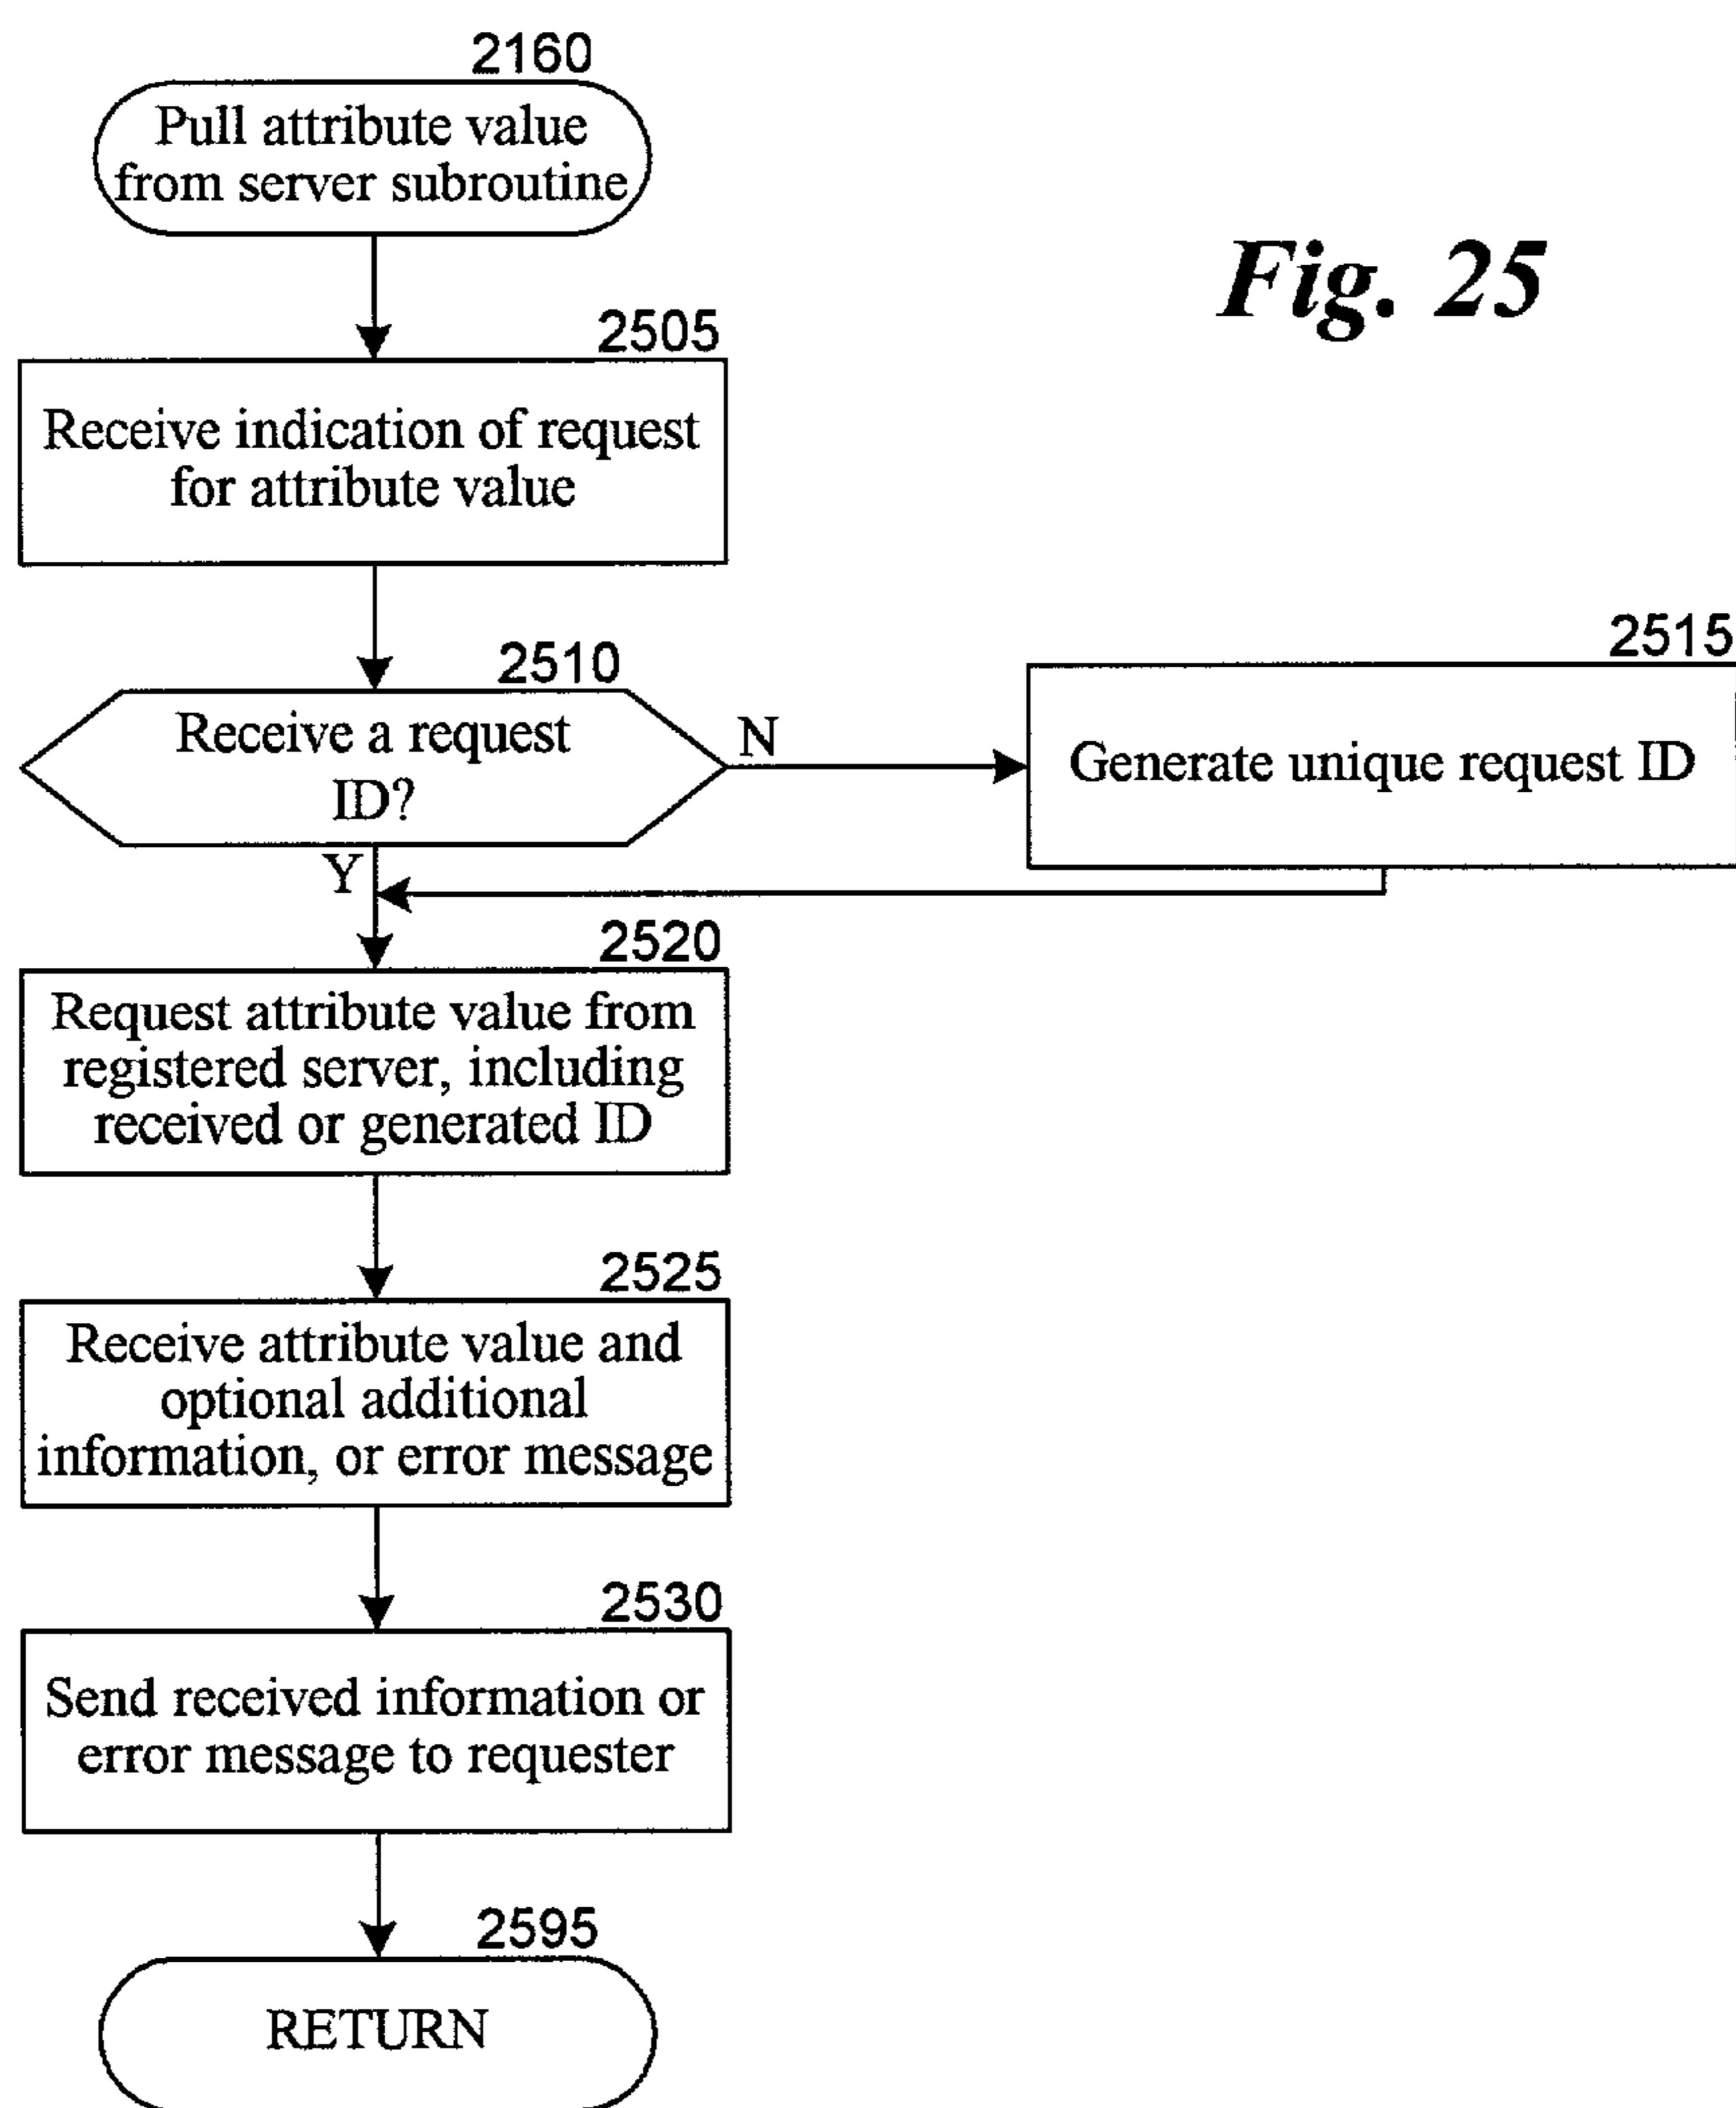 2160
Pull attribute value
from server subroutine
Fig. 25
2505
Receive indication of request
for attribute value
2510
Receive a request
ID?
N
2515
Generate unique request ID
Y
2520
Request attribute value from
registered server, including
received or generated ID
2525
Receive attribute value and
optional additional
information, or error message
2530
Send received information or
error message to requester
2595
RETURN